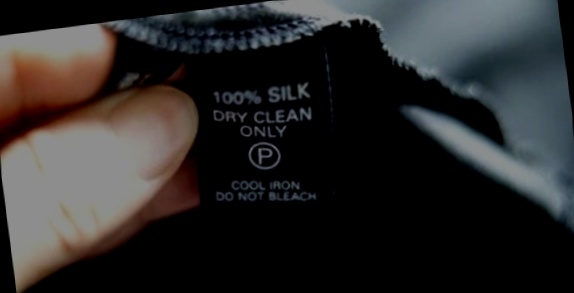 100% SILK
DRY CLEAN
ONLY
P
COOL IRON
DO NOT BLEACH